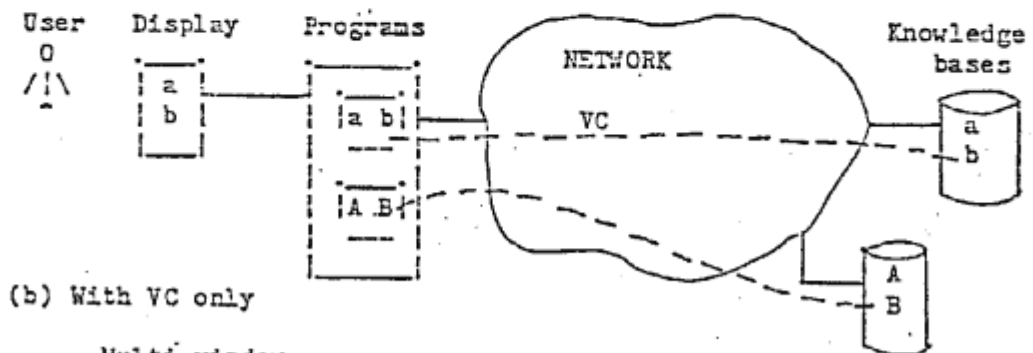 User Display Programs
Knowledge bases
NETWORK
a
b
a b
VC
a
b
A B
A
B
(b) With VC only